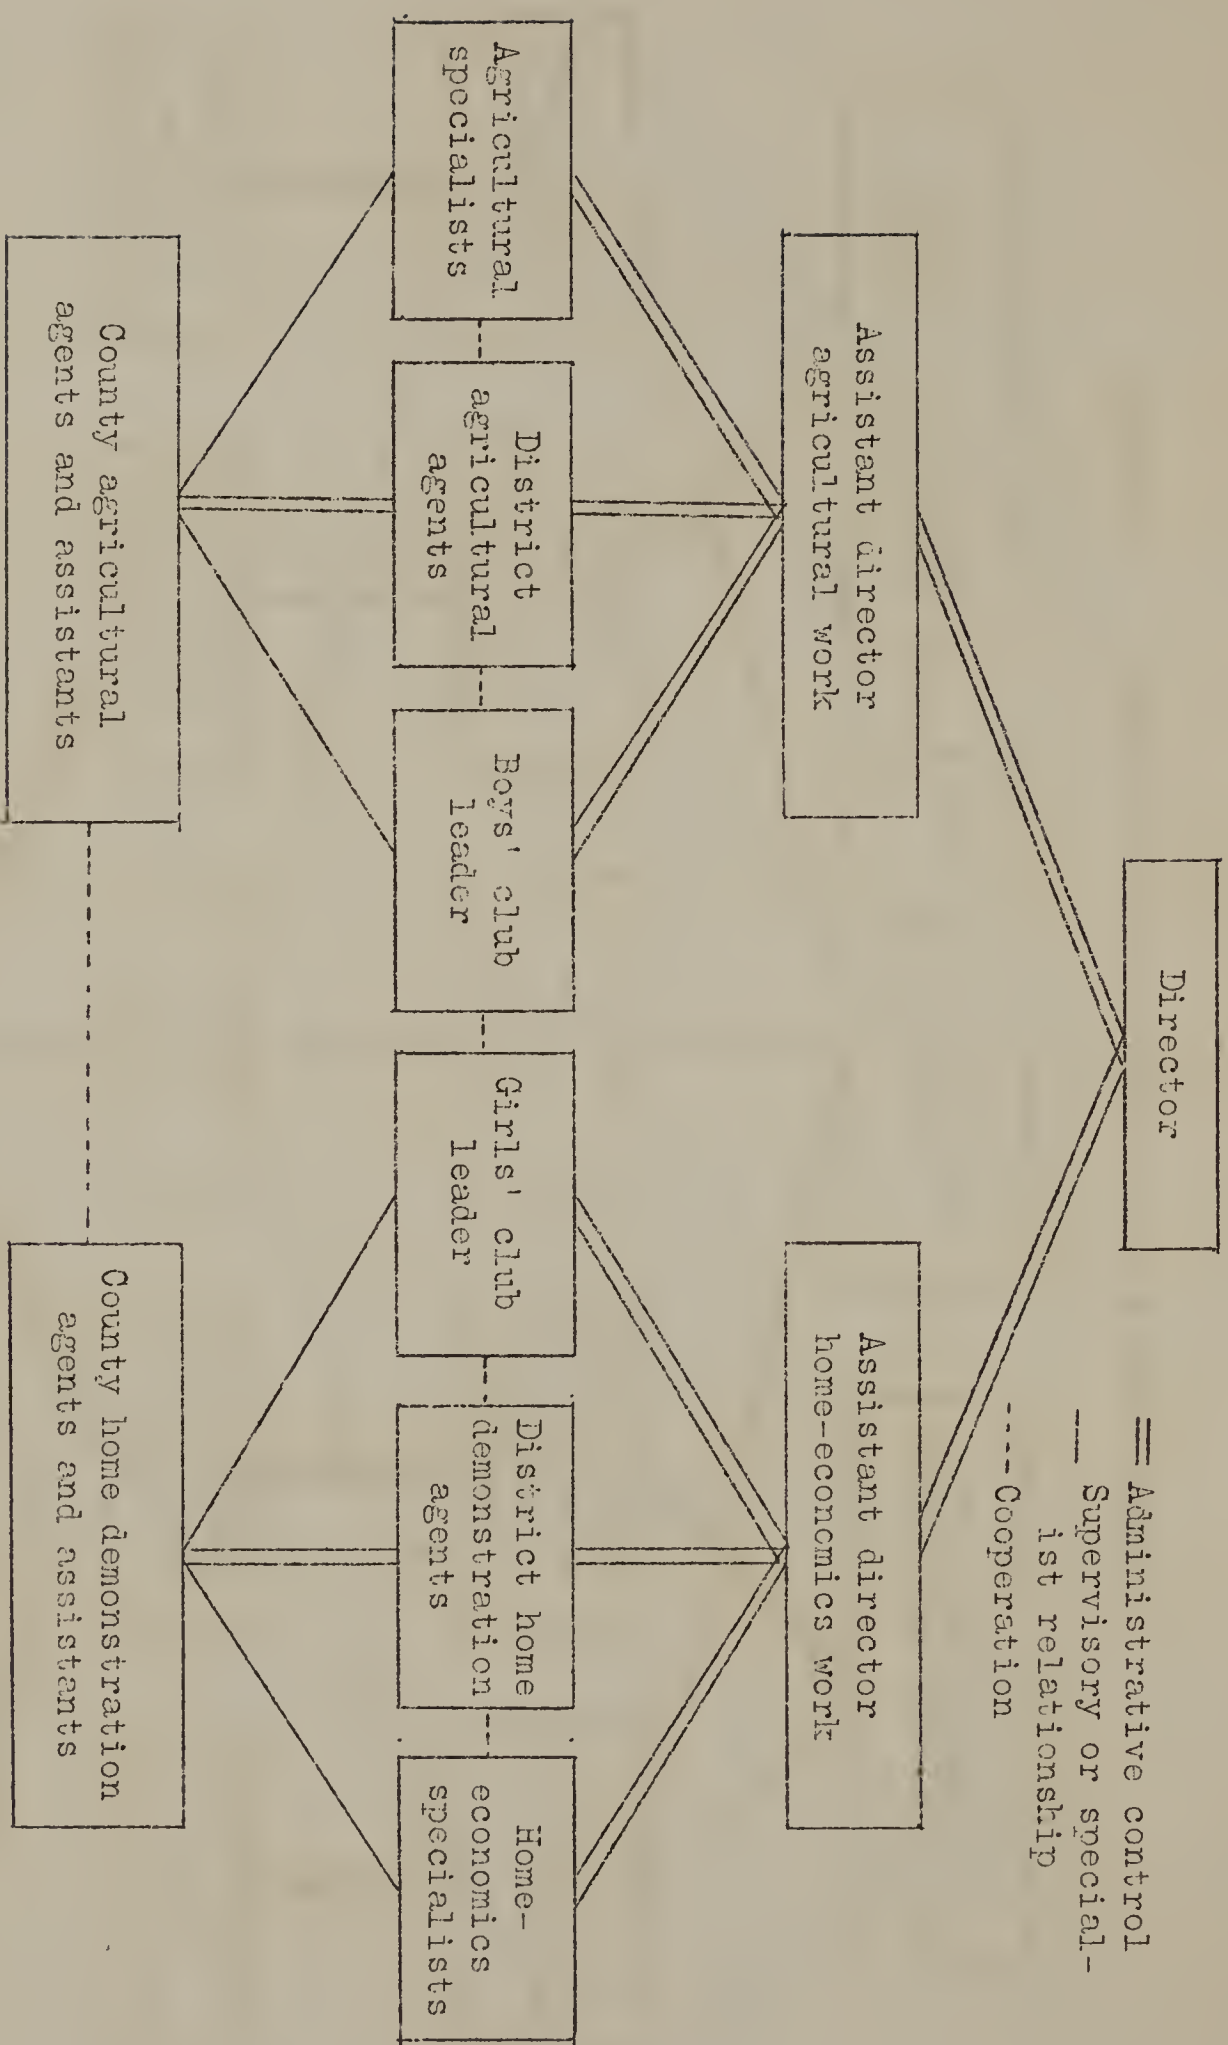 Director
═ Administrative control
— Supervisory or special-
ist relationship
---- Cooperation
Assistant director
agricultural work
Assistant director
home-economics work
Agricultural
specialists
District
agricultural
agents
Boys' club
leader
Girls' club
leader
District home
demonstration
agents
Home-
economics
specialists
County agricultural
agents and assistants
County home demonstration
agents and assistants